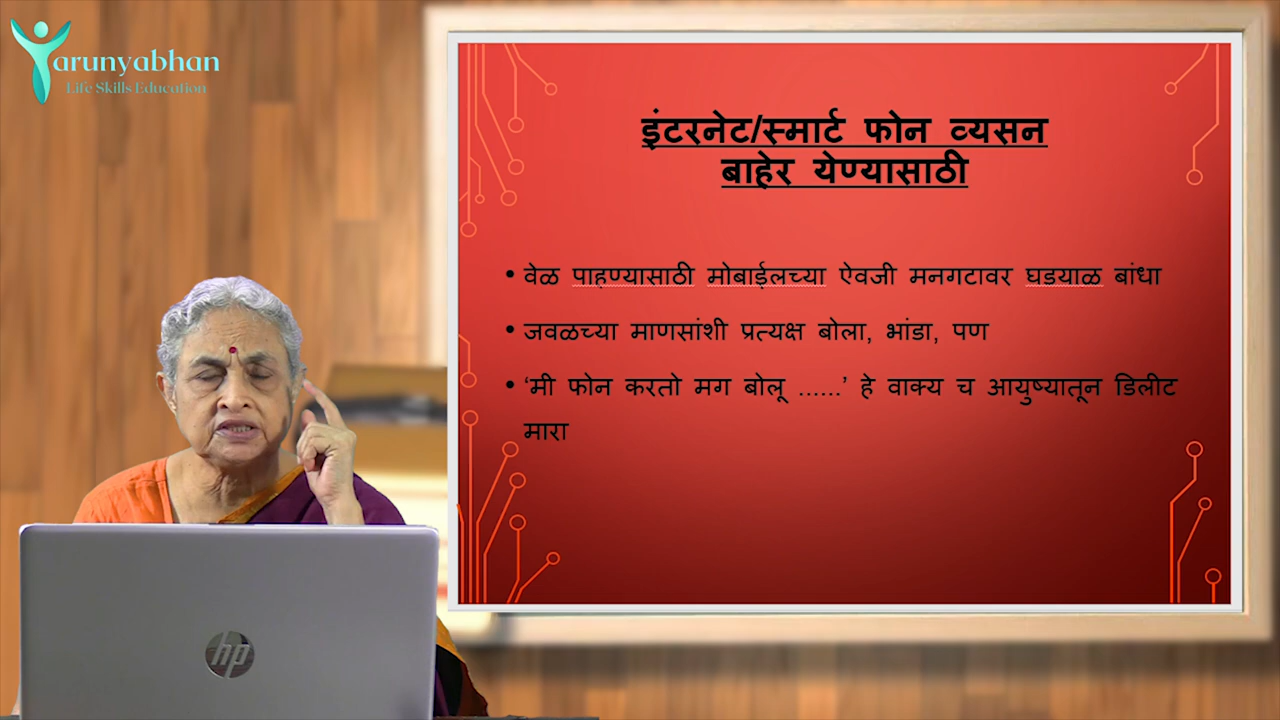 Yarunyabhan
Life Skills Education
इंटरनेट/स्मार्ट फोन व्यसन
बाहेर येण्यासाठी
• वेळ पाहण्यासाठी मोबाईलच्या ऐवजी मनगटावर घडयाळ बांधा
• जवळच्या माणसांशी प्रत्यक्ष बोला, भांडा, पण
• ‘मी फोन करतो मग बोलू ......’ हे वाक्य च आयुष्यातून डिलीट
मारा
hp